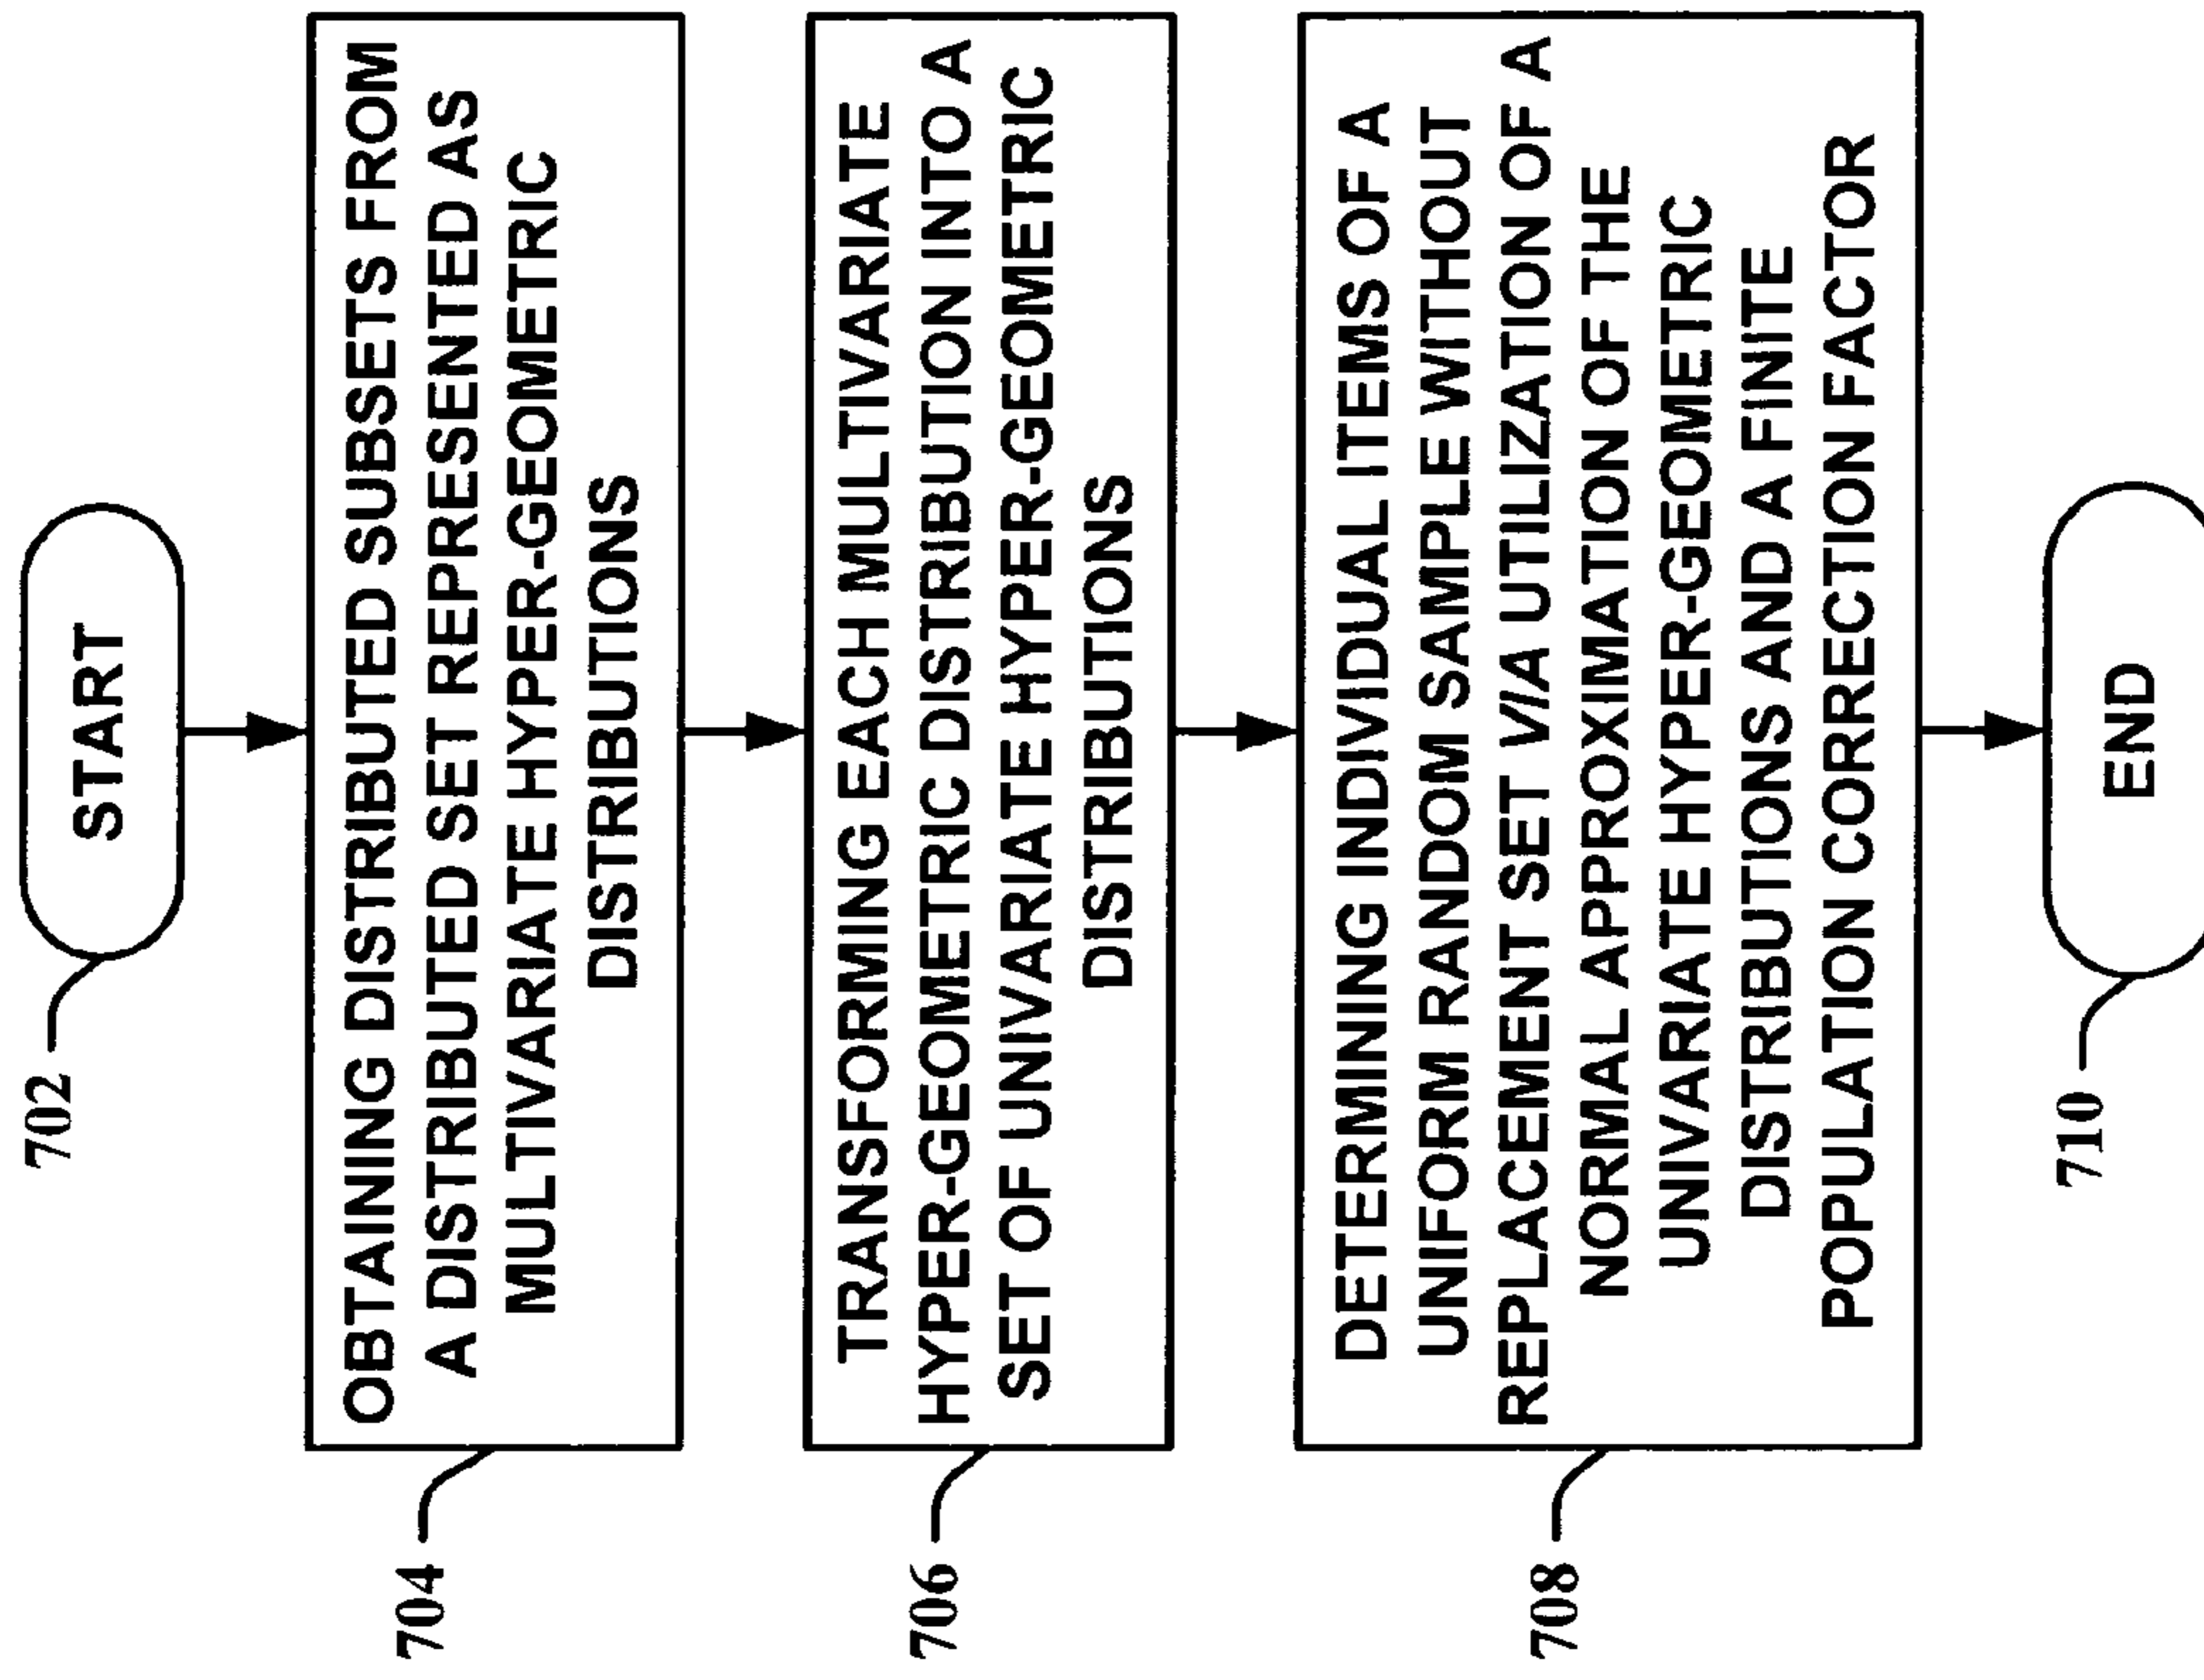 START
702
OBTAINING DISTRIBUTED SUBSETS FROM
A DISTRIBUTED SET REPRESENTED AS
MULTIVARIATE HYPER-GEOMETRIC
DISTRIBUTIONS
704
TRANSFORMING EACH MULTIVARIATE
HYPER-GEOMETRIC DISTRIBUTION INTO A
SET OF UNIVARIATE HYPER-GEOMETRIC
DISTRIBUTIONS
706
DETERMINING INDIVIDUAL ITEMS OF A
UNIFORM RANDOM SAMPLE WITHOUT
REPLACEMENT SET VIA UTILIZATION OF A
NORMAL APPROXIMATION OF THE
UNIVARIATE HYPER-GEOMETRIC
DISTRIBUTIONS AND A FINITE
POPULATION CORRECTION FACTOR
708
END
710